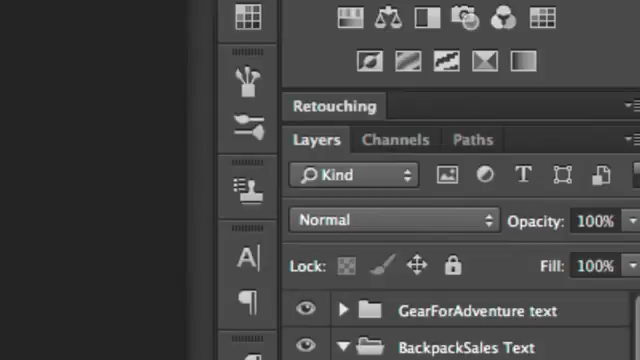 Retouching
Layers Channels Paths
Kind T
Normal Opacity: 100%
Lock: Fill: 100%
A
GearForAdventure text
BackpackSales Text